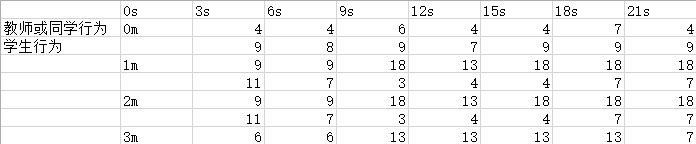 0s 3s 6s 9s 12s 15s 18s 21s
教师或同学行为 0m 4 4 6 4 4 7 4
学生行为 9 8 9 7 9 9 9
1m 9 9 18 13 18 18 18
11 7 3 4 4 7 7
2m 9 9 18 13 18 18 18
11 7 3 4 4 7 7
3m 6 6 13 13 13 13 7